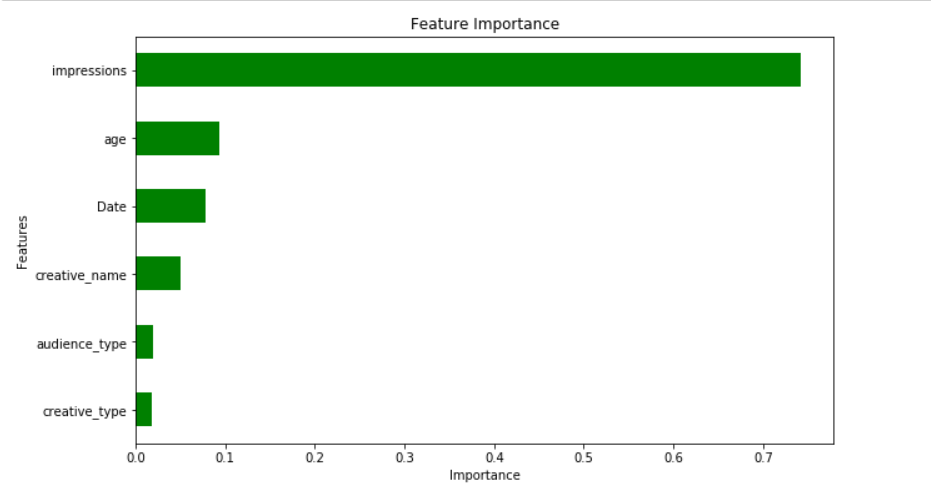 Feature Importance
impressions
age
Date
creative_name
audience_type
creative_type
Features
0.0 0.1 0.2 0.3 0.4 0.5 0.6 0.7
Importance